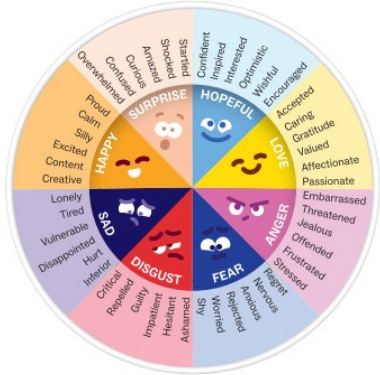 SURPRISE
Overwhelmed
Confused
Curious
Amazed
Shocked
Startled
HOPEFUL
Confident
Inspired
Interested
Optimistic
Wishful
Encouraged
LOVE
Accepted
Caring
Gratitude
Valued
Affectionate
Passionate
ANGER
Embarrassed
Threatened
Jealous
Offended
Frustrated
Stressed
FEAR
Regret
Nervous
Anxious
Rejected
Worried
Shy
DISGUST
Ashamed
Hesitant
Impatient
Guilty
Repelled
Critical
SAD
Inferior
Hurt
Disappointed
Vulnerable
Tired
Lonely
HAPPY
Creative
Content
Excited
Silly
Calm
Proud